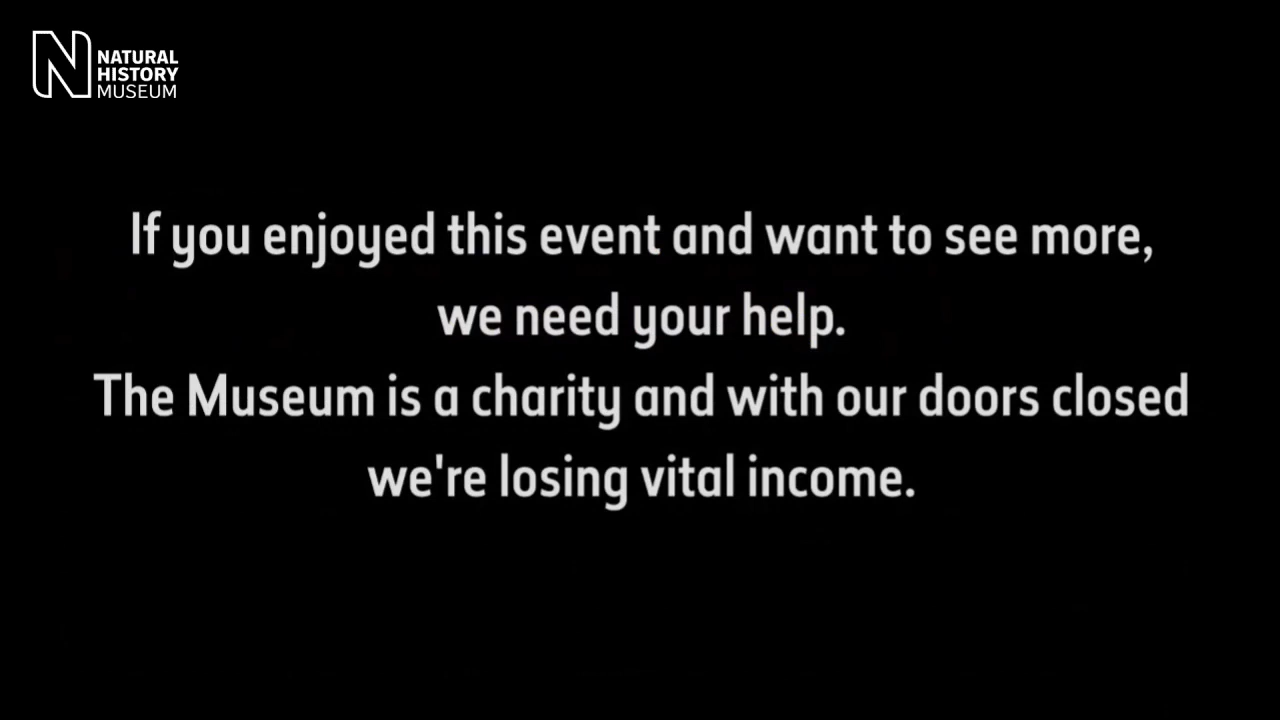 NATURAL
HISTORY
MUSEUM
If you enjoyed this event and want to see more,
we need your help.
The Museum is a charity and with our doors closed
we're losing vital income.